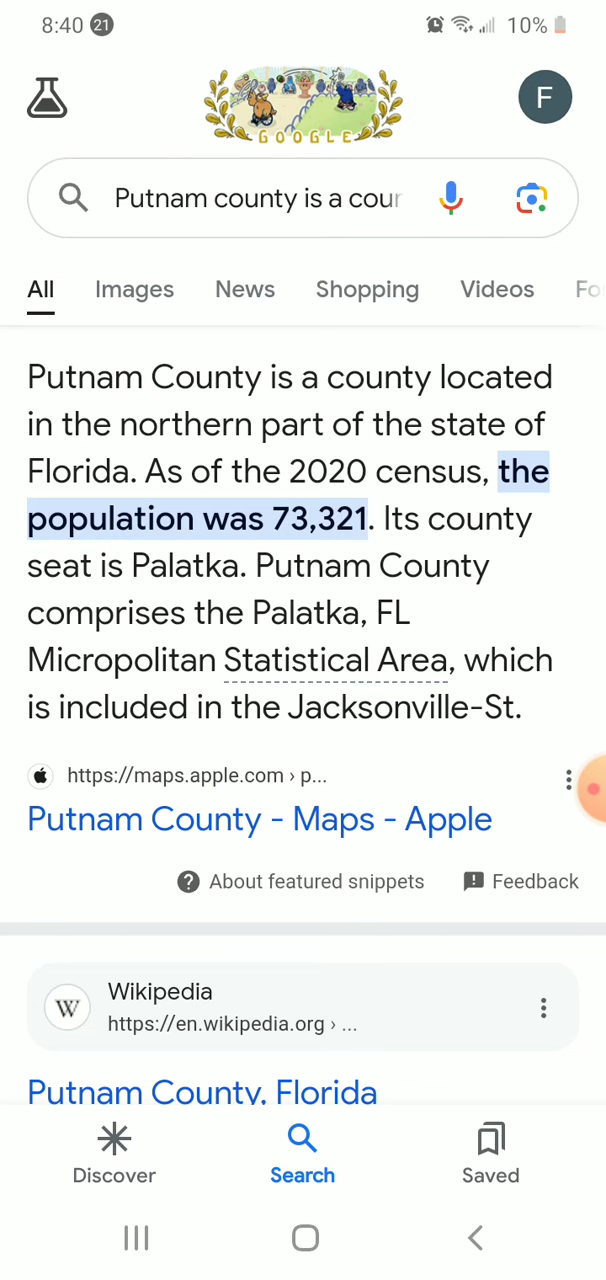 8:40 21 10%
GOOGLE
F
Putnam county is a cour
All Images News Shopping Videos Fo
Putnam County is a county located
in the northern part of the state of
Florida. As of the 2020 census, the
population was 73,321. Its county
seat is Palatka. Putnam County
comprises the Palatka, FL
Micropolitan Statistical Area, which
is included in the Jacksonville-St.
https://maps.apple.com › p...
Putnam County - Maps - Apple
About featured snippets Feedback
W Wikipedia
https://en.wikipedia.org › ...
Putnam County, Florida
Discover Search Saved